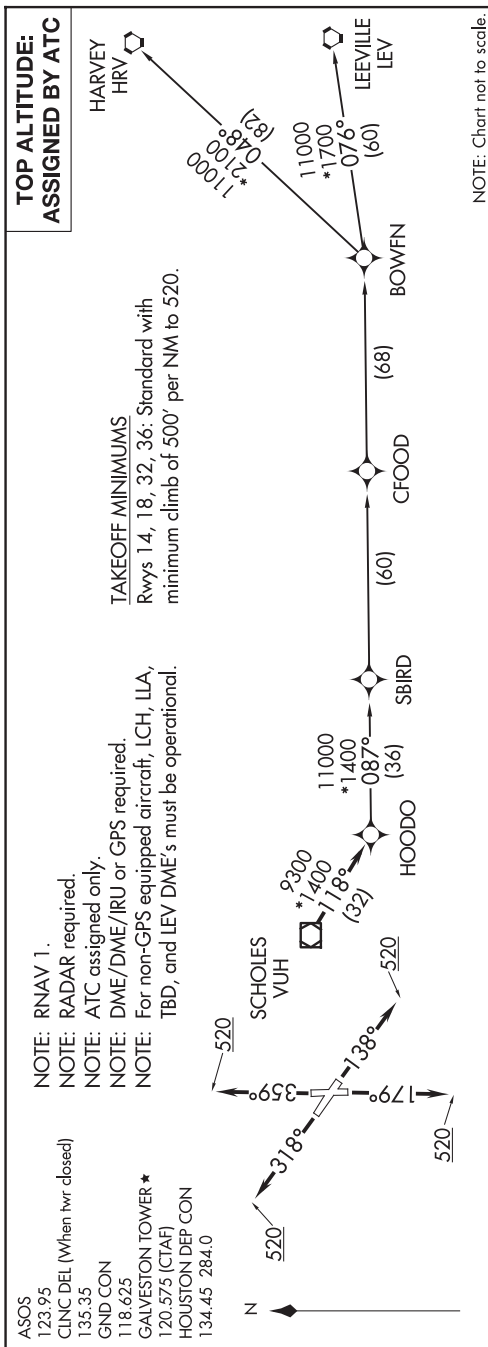 TOP ALTITUDE:
ASSIGNED BY ATC
ASOS
123.95
CLNC DEL (When twr closed)
135.35
GND CON
118.625
GALVESTON TOWER ★
120.575 (CTAF)
HOUSTON DEP CON
134.45 284.0
NOTE: RNAV 1.
NOTE: RADAR required.
NOTE: ATC assigned only.
NOTE: DME/DME/IRU or GPS required.
NOTE: For non-GPS equipped aircraft, LCH, LLA,
TBD, and LEV DME's must be operational.
TAKEOFF MINIMUMS
Rwys 14, 18, 32, 36: Standard with
minimum climb of 500' per NM to 520.
HARVEY
HRV
11000
*2100
048°
(82)
LEEVILLE
LEV
11000
*1700
076°
(60)
BOWFN
(68)
CFOOD
(60)
SBIRD
11000
*1400
087°
(36)
HOODO
9300
*1400
118°
(32)
SCHOLES
VUH
520
359°
318°
520
138°
520
179°
520
N
NOTE: Chart not to scale.